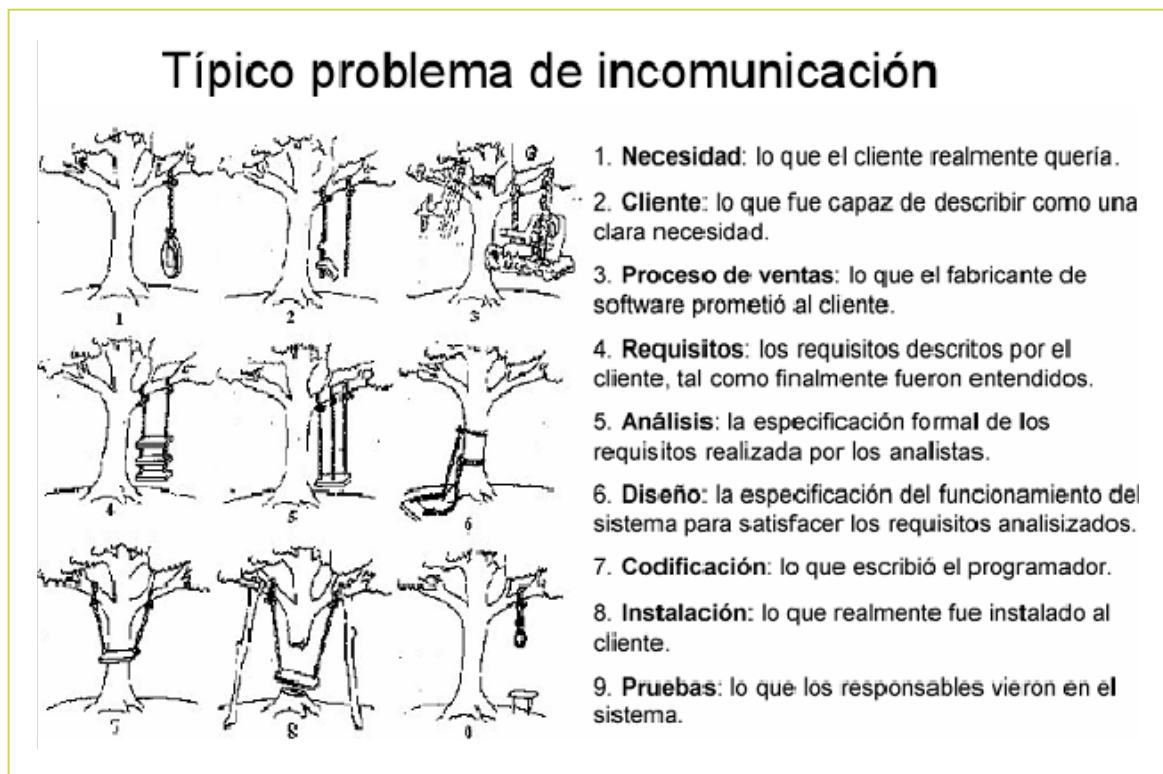 Típico problema de incomunicación
1. Necesidad: lo que el cliente realmente quería.
2. Cliente: lo que fue capaz de describir como una
clara necesidad.
3. Proceso de ventas: lo que el fabricante de
software prometió al cliente.
4. Requisitos: los requisitos descritos por el
cliente, tal como finalmente fueron entendidos.
5. Análisis: la especificación formal de los
requisitos realizada por los analistas.
6. Diseño: la especificación del funcionamiento del
sistema para satisfacer los requisitos analisizados.
7. Codificación: lo que escribió el programador.
8. Instalación: lo que realmente fue instalado al
cliente.
9. Pruebas: lo que los responsables vieron en el
sistema.
1 2 3
4 5 6
7 8 9